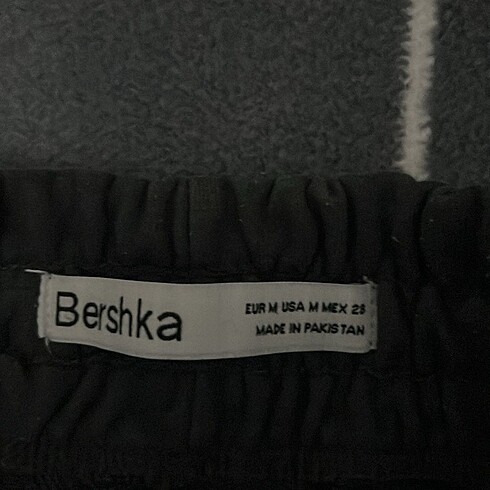 Bershka
EUR M USA M MEX 28
MADE IN PAKISTAN